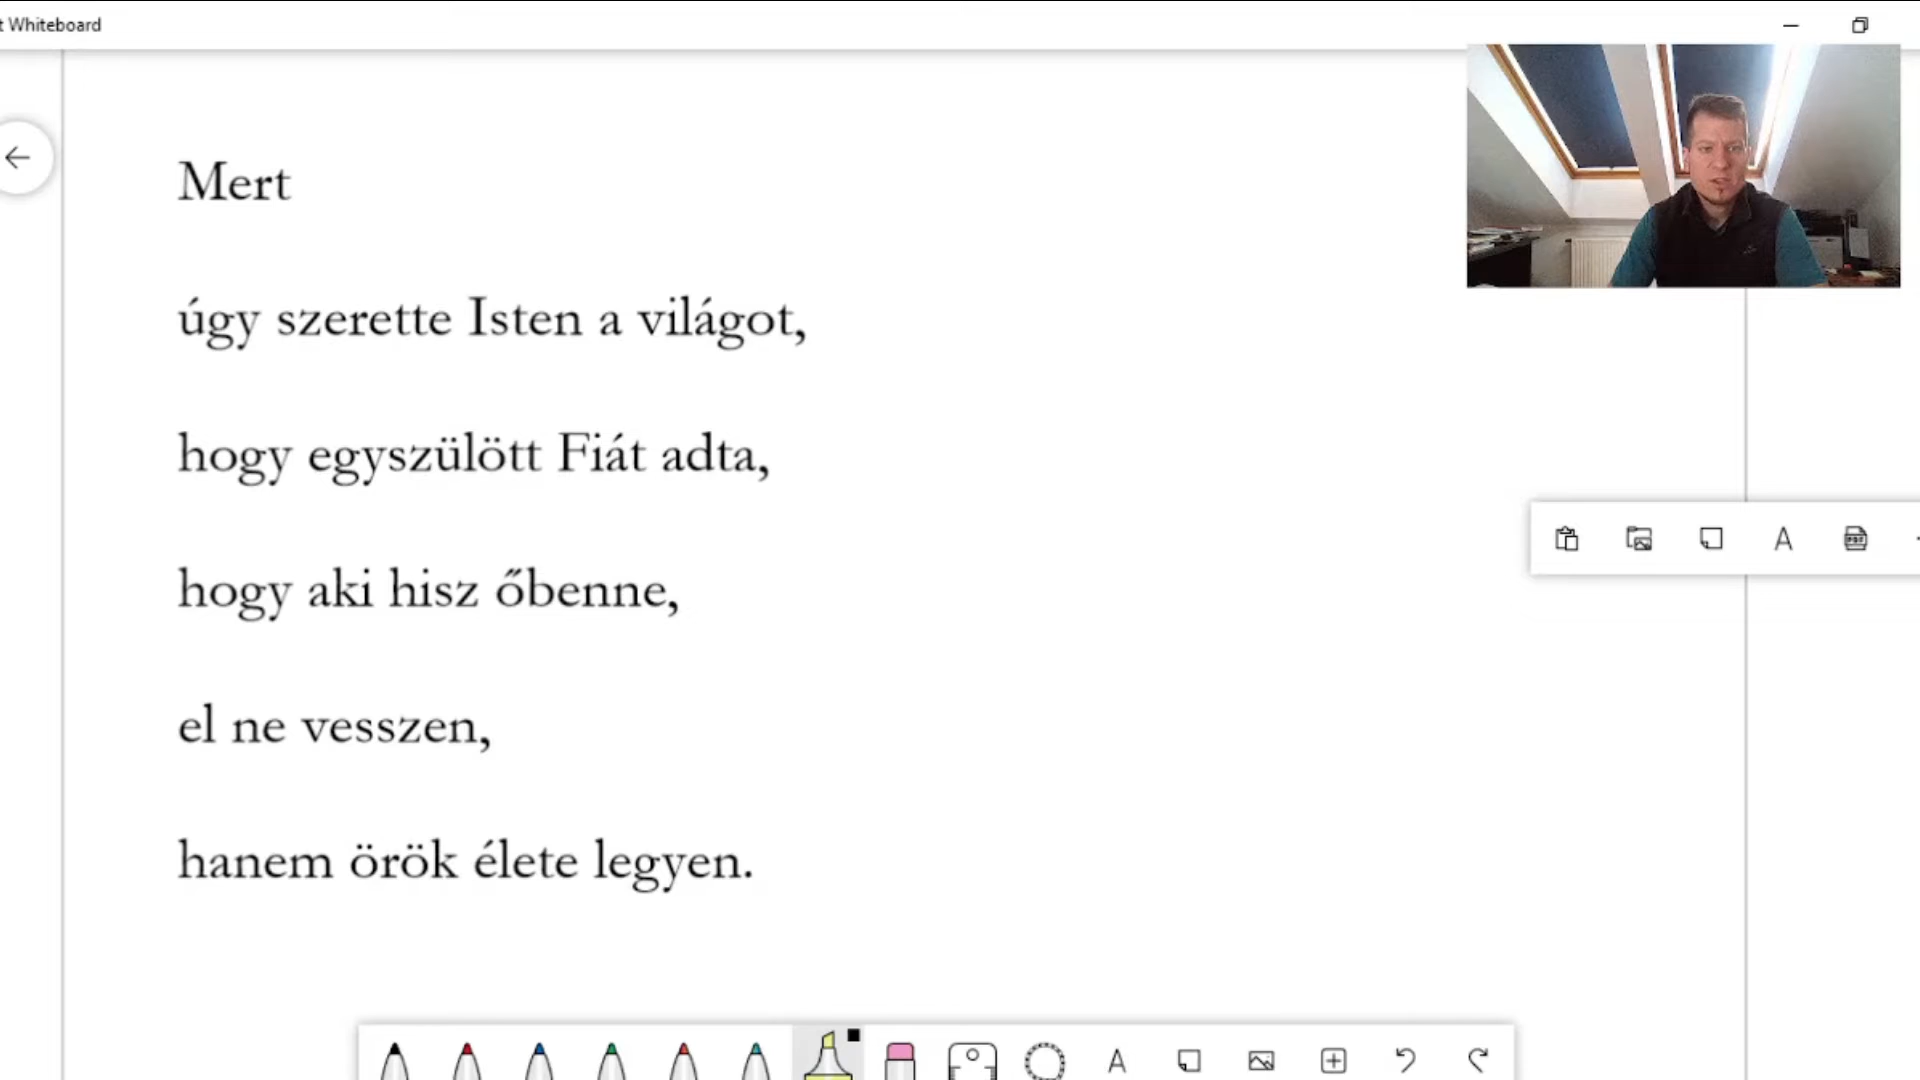 t Whiteboard
Mert
úgy szerette Isten a világot,
hogy egyszülött Fiát adta,
hogy aki hisz őbenne,
el ne vesszen,
hanem örök élete legyen.